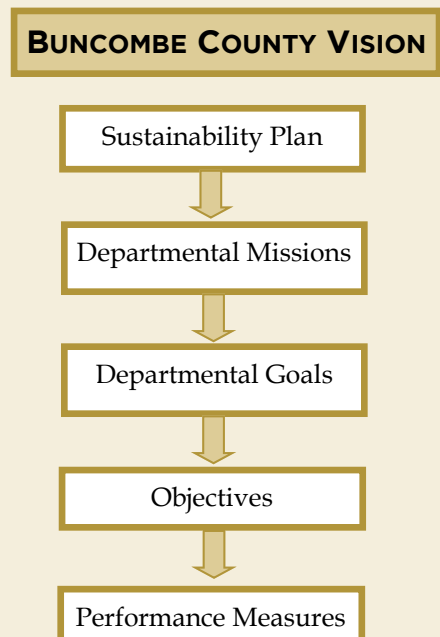 BUNCOMBE COUNTY VISION
Sustainability Plan
Departmental Missions
Departmental Goals
Objectives
Performance Measures